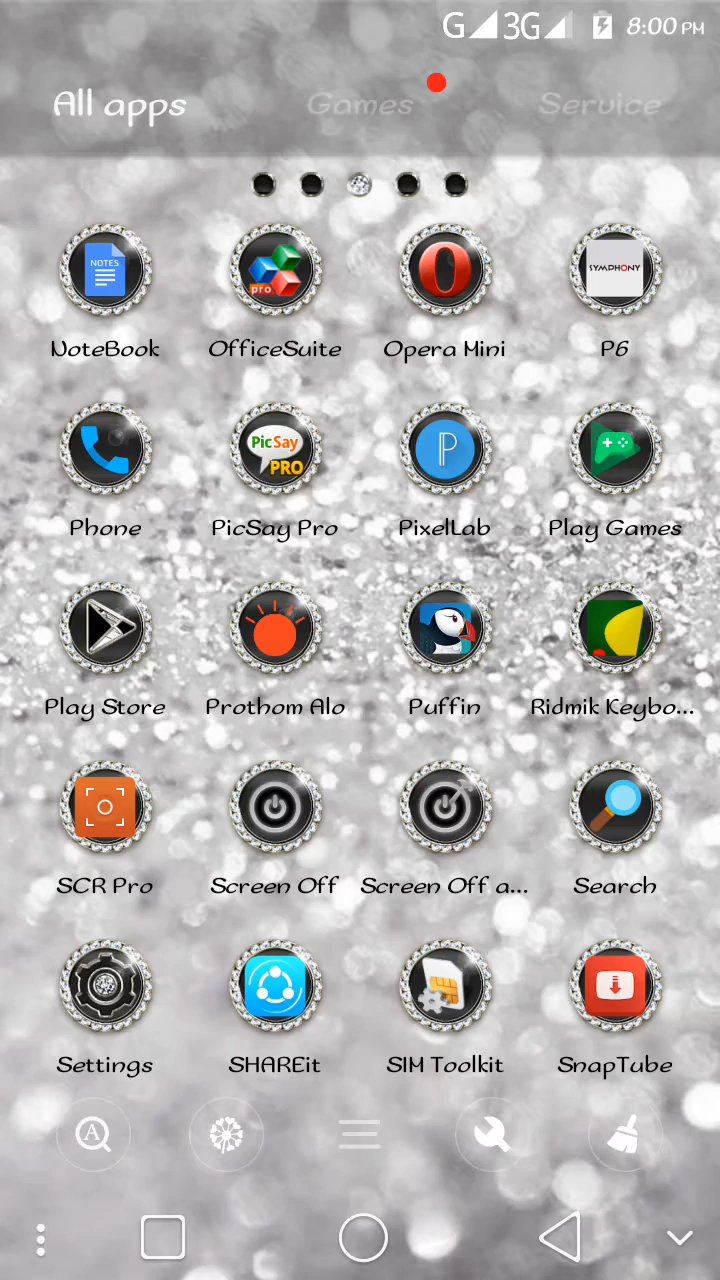 G 3G 8:00 PM
All apps Games Service
NOTES pro O SYMPHONY
NoteBook OfficeSuite Opera Mini P6
PicSay PRO P
Phone PicSay Pro PixelLab Play Games
Play Store Prothom Alo Puffin Ridmik Keybo...
SCR Pro Screen Off Screen Off a... Search
Settings SHAREit SIM Toolkit SnapTube
A